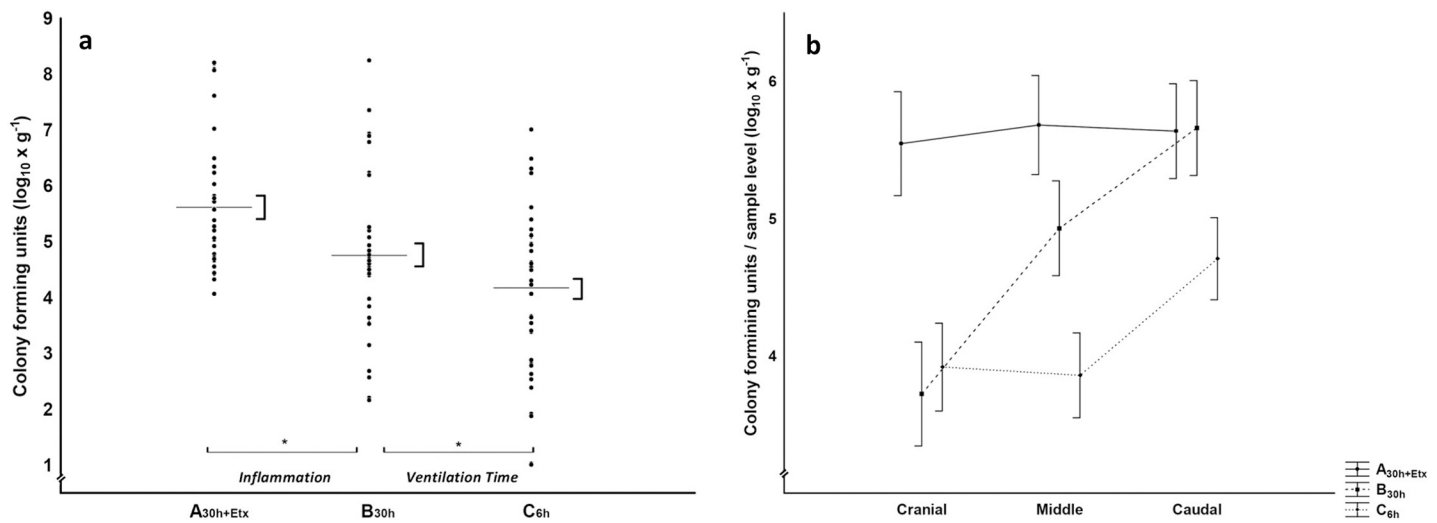 a
Colony forming units (log10 x g-1)
9
8
7
6
5
4
3
2
1
*
*
Inflammation
Ventilation Time
A30h+Etx
B30h
C6h
b
Colony formining units / sample level (log10 x g-1)
6
5
4
Cranial
Middle
Caudal
A30h+Etx
B30h
C6h